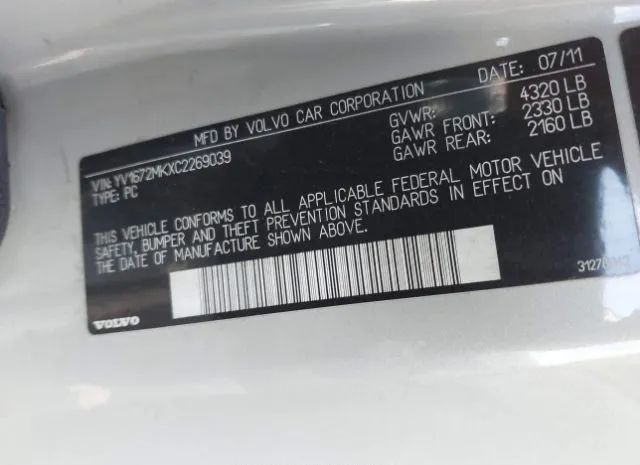 MFD BY VOLVO CAR CORPORATION DATE: 07/11
GVWR: 4320 LB
GAWR FRONT: 2330 LB
GAWR REAR: 2160 LB
VIN: YV1672MKXC2269039
TYPE: PC
THIS VEHICLE CONFORMS TO ALL APPLICABLE FEDERAL MOTOR VEHICLE
SAFETY, BUMPER AND THEFT PREVENTION STANDARDS IN EFFECT ON
THE DATE OF MANUFACTURE SHOWN ABOVE.
VOLVO